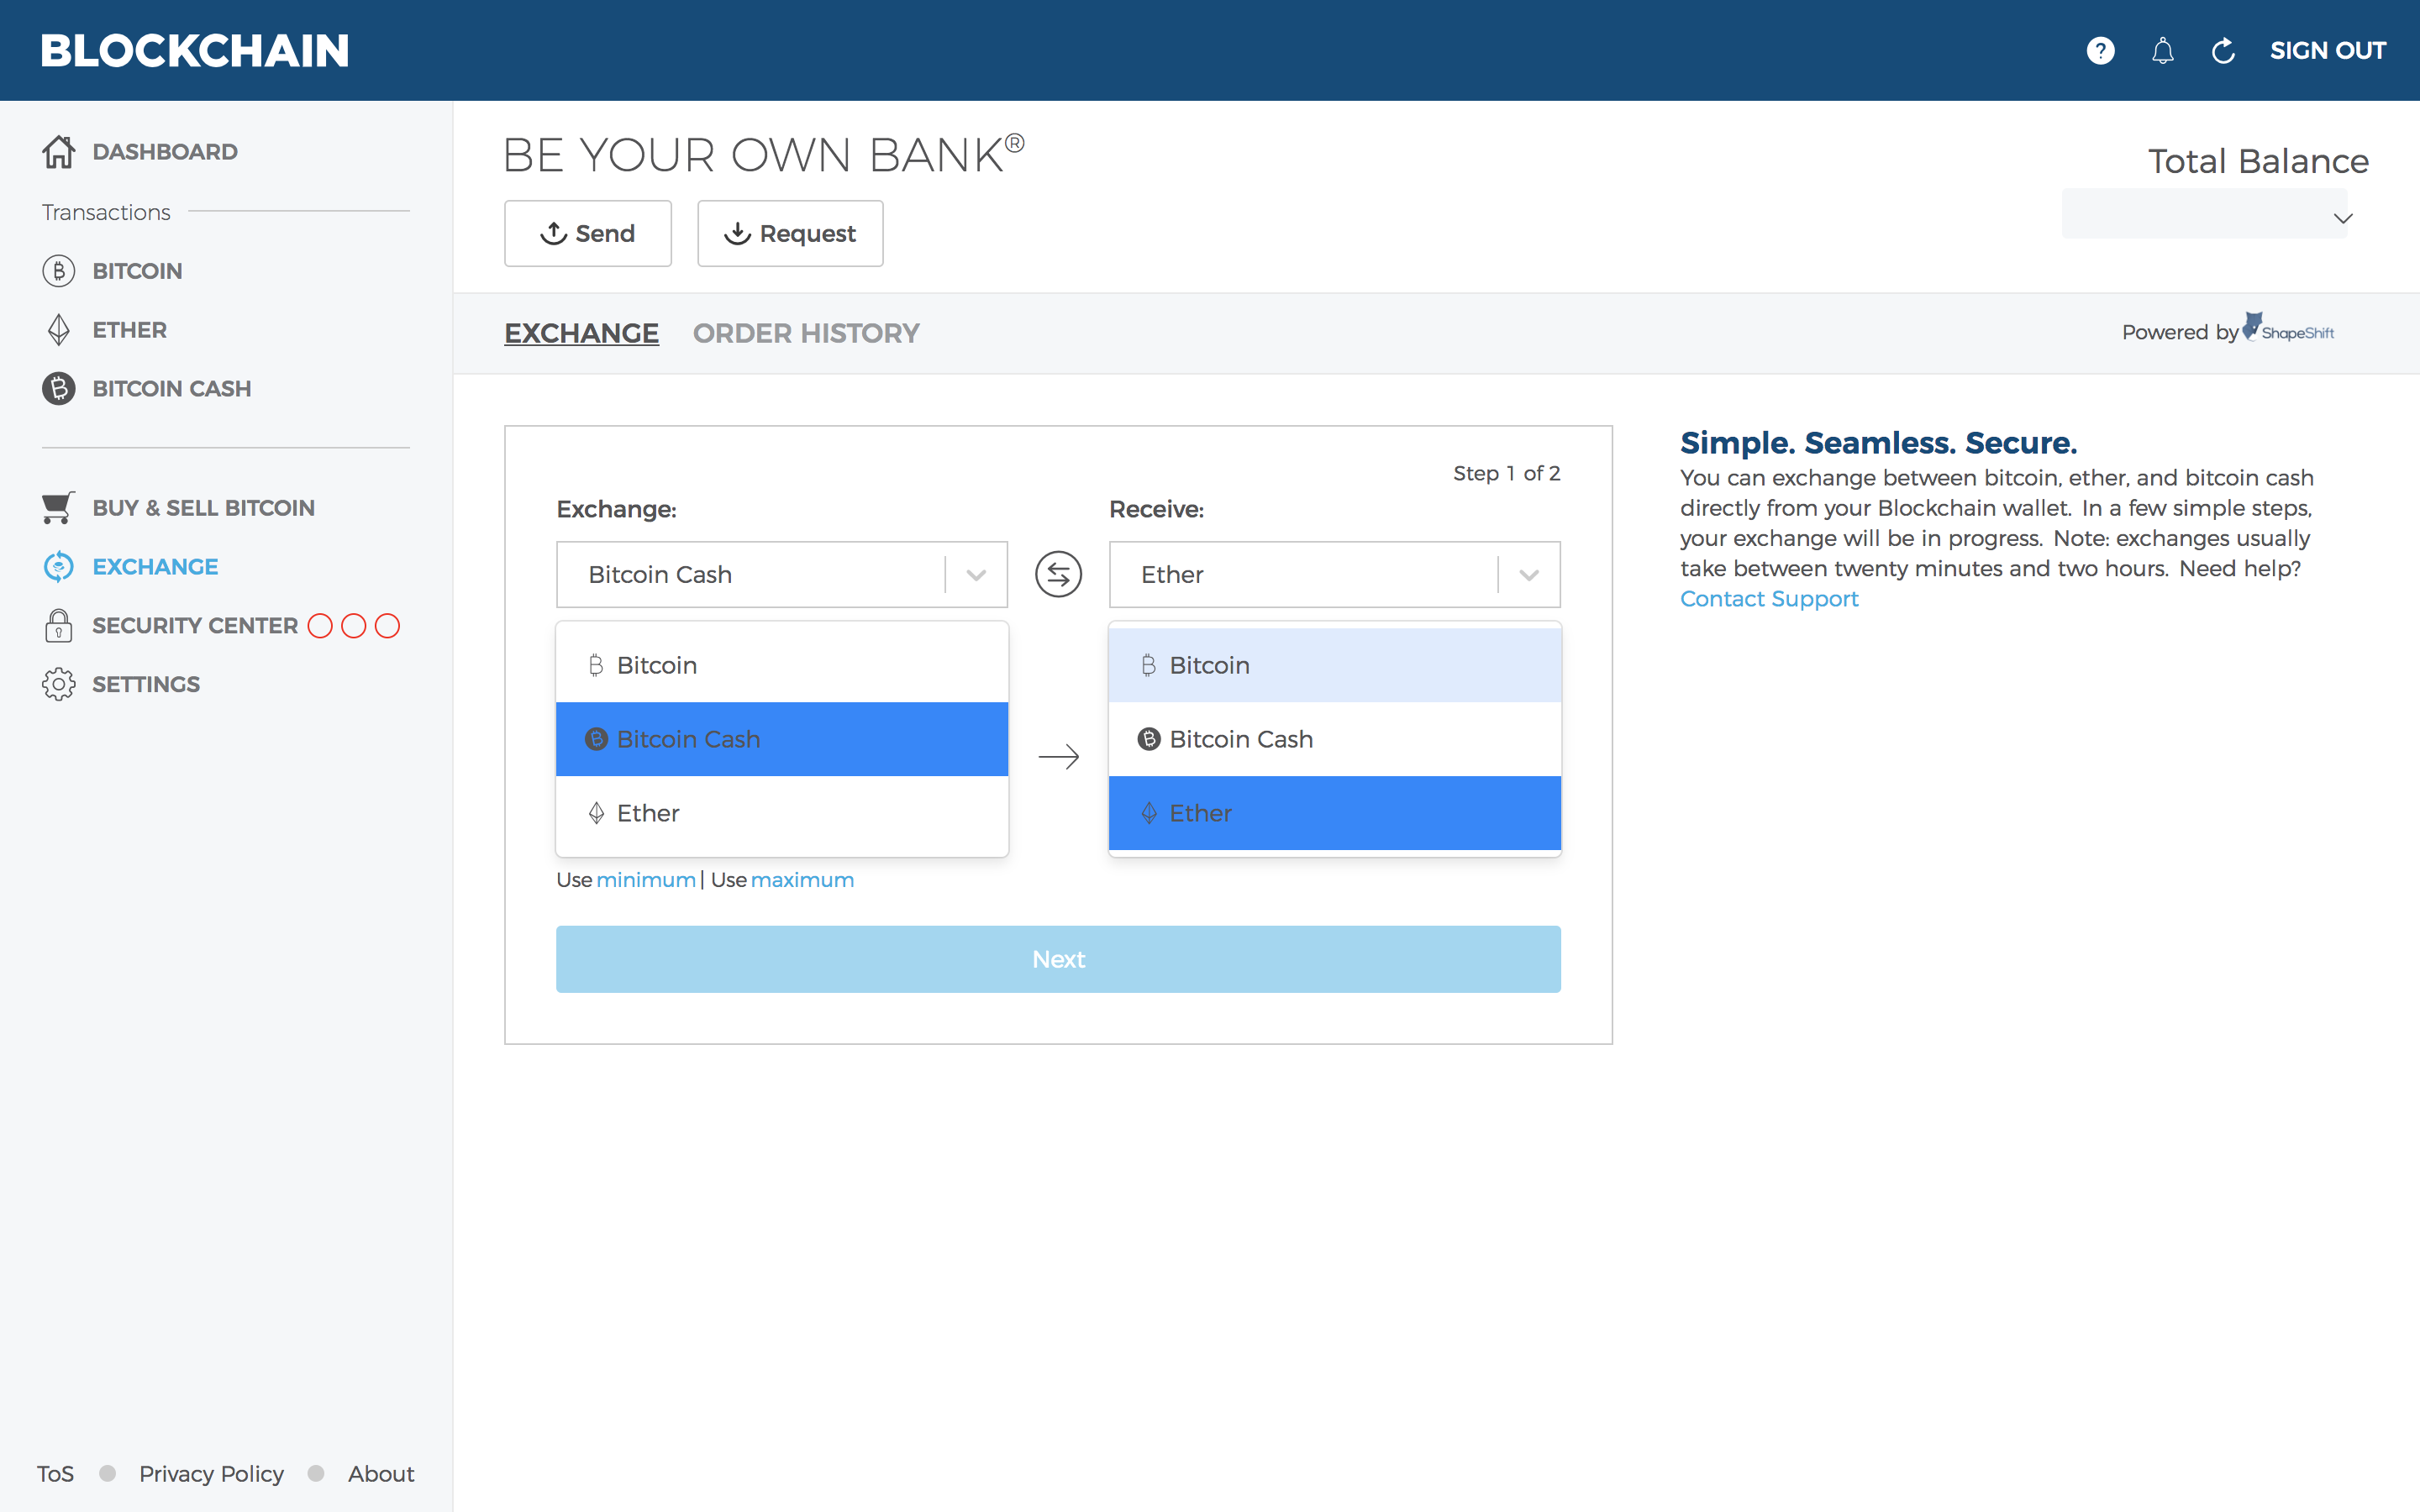 BLOCKCHAIN
SIGN OUT
DASHBOARD
Transactions
BITCOIN
ETHER
BITCOIN CASH
BUY & SELL BITCOIN
EXCHANGE
SECURITY CENTER
SETTINGS
ToS
Privacy Policy
About
BE YOUR OWN BANK®
Send
Request
Total Balance
EXCHANGE
ORDER HISTORY
Powered by ShapeShift
Step 1 of 2
Exchange:
Receive:
Bitcoin Cash
Ether
Bitcoin
Bitcoin Cash
Ether
Bitcoin
Bitcoin Cash
Ether
Use minimum | Use maximum
Next
Simple. Seamless. Secure.
You can exchange between bitcoin, ether, and bitcoin cash
directly from your Blockchain wallet. In a few simple steps,
your exchange will be in progress. Note: exchanges usually
take between twenty minutes and two hours. Need help?
Contact Support